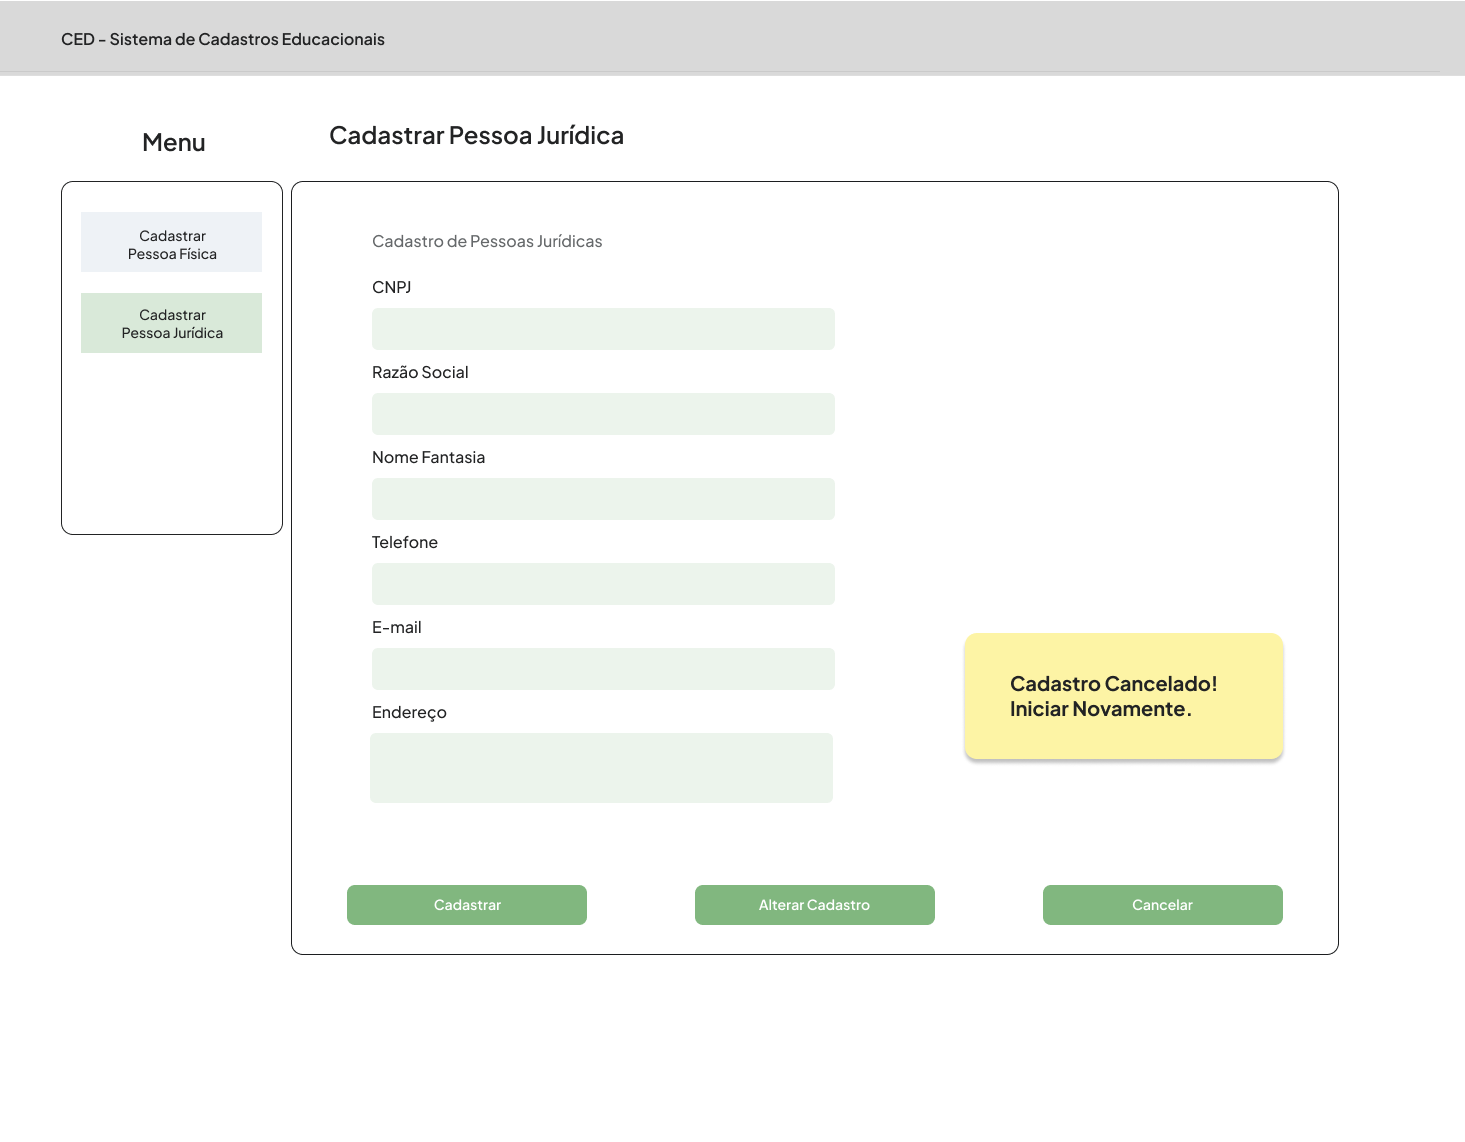 CED - Sistema de Cadastros Educacionais
Menu
Cadastrar Pessoa Jurídica
Cadastrar
Pessoa Física
Cadastrar
Pessoa Jurídica
Cadastro de Pessoas Jurídicas
CNPJ
Razão Social
Nome Fantasia
Telefone
E-mail
Endereço
Cadastro Cancelado!
Iniciar Novamente.
Cadastrar
Alterar Cadastro
Cancelar